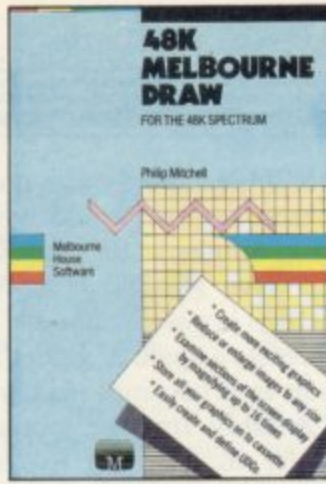 48K
MELBOURNE
DRAW
FOR THE 48K SPECTRUM
Philip Mitchell
Melbourne
House
Software
* Create more exciting graphics
* Reduce or enlarge images to any size
* Examine sections of the screen display
by magnifying up to 16 times
* Store all your graphics on to cassette
* Easily create and define UDGs
M